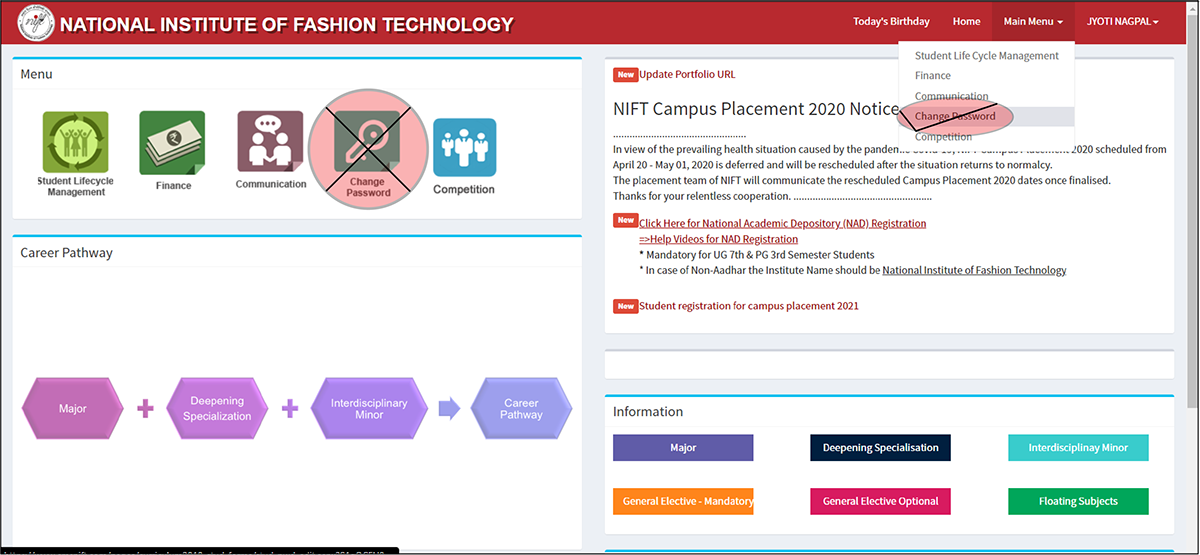 nift
NATIONAL INSTITUTE OF FASHION TECHNOLOGY
Today's Birthday
Home
Main Menu
JYOTI NAGPAL
Student Life Cycle Management
Finance
Communication
Change Password
Competition
Menu
Student Lifecycle
Management
Finance
Communication
Change
Password
Competition
Career Pathway
Major
Deepening
Specialization
Interdisciplinary
Minor
Career
Pathway
New Update Portfolio URL
NIFT Campus Placement 2020 Notice
................................................
In view of the prevailing health situation caused by the pandemic 2020 scheduled from
April 20 - May 01, 2020 is deferred and will be rescheduled after the situation returns to normalcy.
The placement team of NIFT will communicate the rescheduled Campus Placement 2020 dates once finalised.
Thanks for your relentless cooperation. ..................................................
New Click Here for National Academic Depository (NAD) Registration
=>Help Videos for NAD Registration
* Mandatory for UG 7th & PG 3rd Semester Students
* In case of Non-Aadhar the Institute Name should be National Institute of Fashion Technology
New Student registration for campus placement 2021
Information
Major
Deepening Specialisation
Interdisciplinay Minor
General Elective - Mandatory
General Elective Optional
Floating Subjects